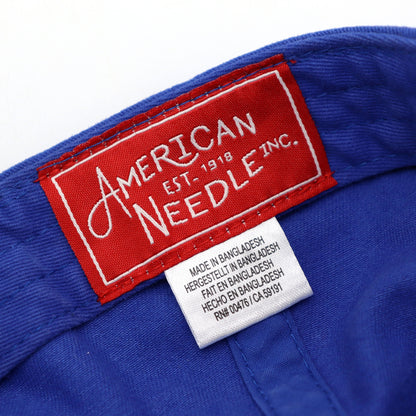 AMERICAN
EST. 1918
NEEDLE INC.
MADE IN BANGLADESH
HERGESTELLT IN BANGLADESH
FAIT EN BANGLADESH
HECHO EN BANGLADESH
RN# 00476 / CA 59191